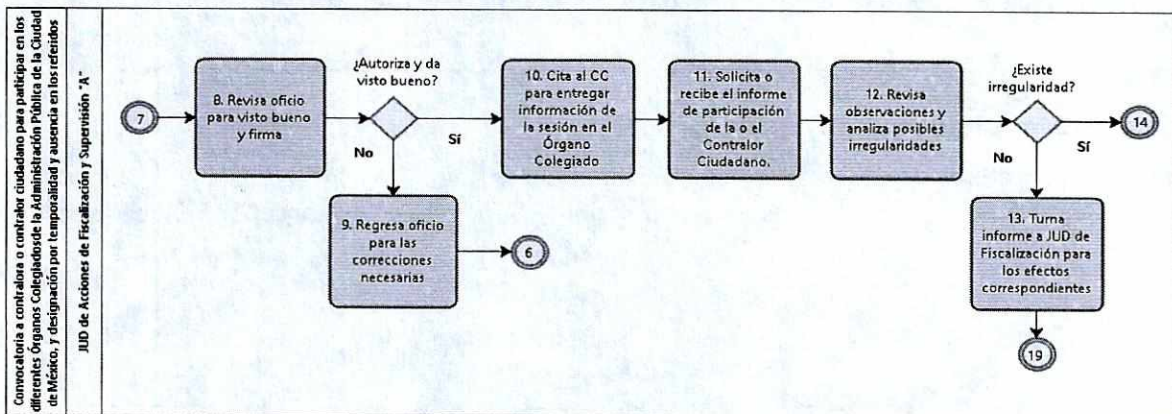 Convocatoria a contralora o contralor ciudadano para participar en los
diferentes Órganos Colegiados de la Administración Pública de la Ciudad
de México, y designación por temporalidad y ausencia en los referidos
JUD de Acciones de Fiscalización y Supervisión "A"
7
8. Revisa oficio
para visto bueno
y firma
¿Autoriza y da
visto bueno?
No
Sí
9. Regresa oficio
para las
correcciones
necesarias
6
10. Cita al CC
para entregar
información de
la sesión en el
Órgano
Colegiado
11. Solicita o
recibe el informe
de participación
de la o el
Contralor
Ciudadano.
12. Revisa
observaciones y
analiza posibles
irregularidades
¿Existe
irregularidad?
No
Sí
14
13. Turna
informe a JUD de
Fiscalización para
los efectos
correspondientes
19